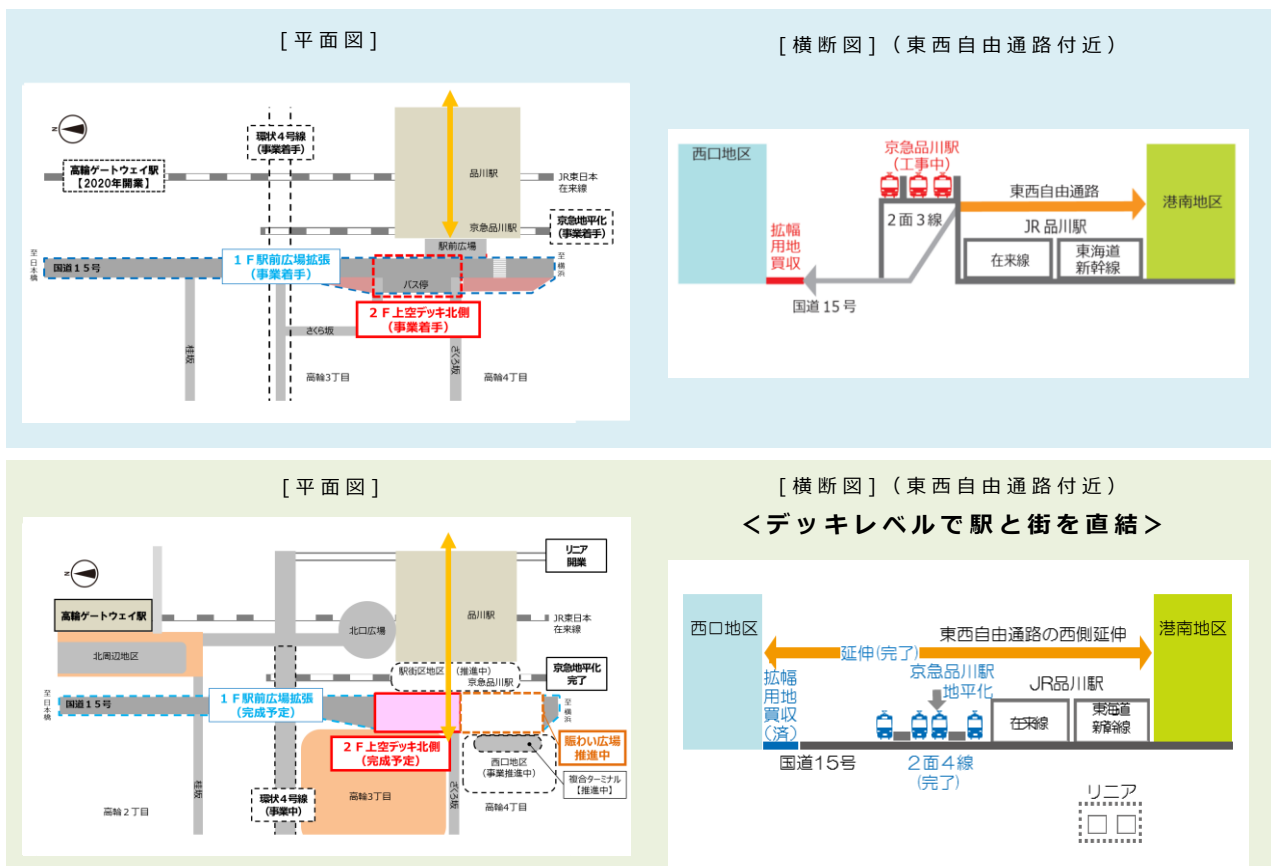 [平面図]
N
環状4号線
(事業着手)
高輪ゲートウェイ駅
【2020年開業】
品川駅
JR東日本
在来線
京急品川駅
京急地平化
(事業着手)
駅前広場
至日本橋
国道15号
1F駅前広場拡張
(事業着手)
バス停
至横浜
2F上空デッキ北側
(事業着手)
さくら坂
桂坂
ざくろ坂
高輪3丁目
高輪4丁目
[横断図](東西自由通路付近)
西口地区
京急品川駅
(工事中)
東西自由通路
港南地区
2面3線
JR品川駅
拡幅
用地
買収
在来線
東海道
新幹線
国道15号
[平面図]
リニア
開業
N
高輪ゲートウェイ駅
品川駅
JR東日本
在来線
北口広場
北周辺地区
駅街区地区(推進中)
京急品川駅
京急地平化
完了
至日本橋
国道15号
1F駅前広場拡張
(完成予定)
至横浜
2F上空デッキ北側
(完成予定)
賑わい広場
推進中
西口地区
(事業推進中)
複合ターミナル
【推進中】
桂坂
環状4号線
(事業中)
高輪3丁目
ざくろ坂
高輪4丁目
高輪2丁目
[横断図](東西自由通路付近)
<デッキレベルで駅と街を直結>
西口地区
東西自由通路の西側延伸
港南地区
延伸(完了)
京急品川駅
地平化
JR品川駅
拡幅
用地
買収
(済)
在来線
東海道
新幹線
国道15号
2面4線
(完了)
リニア